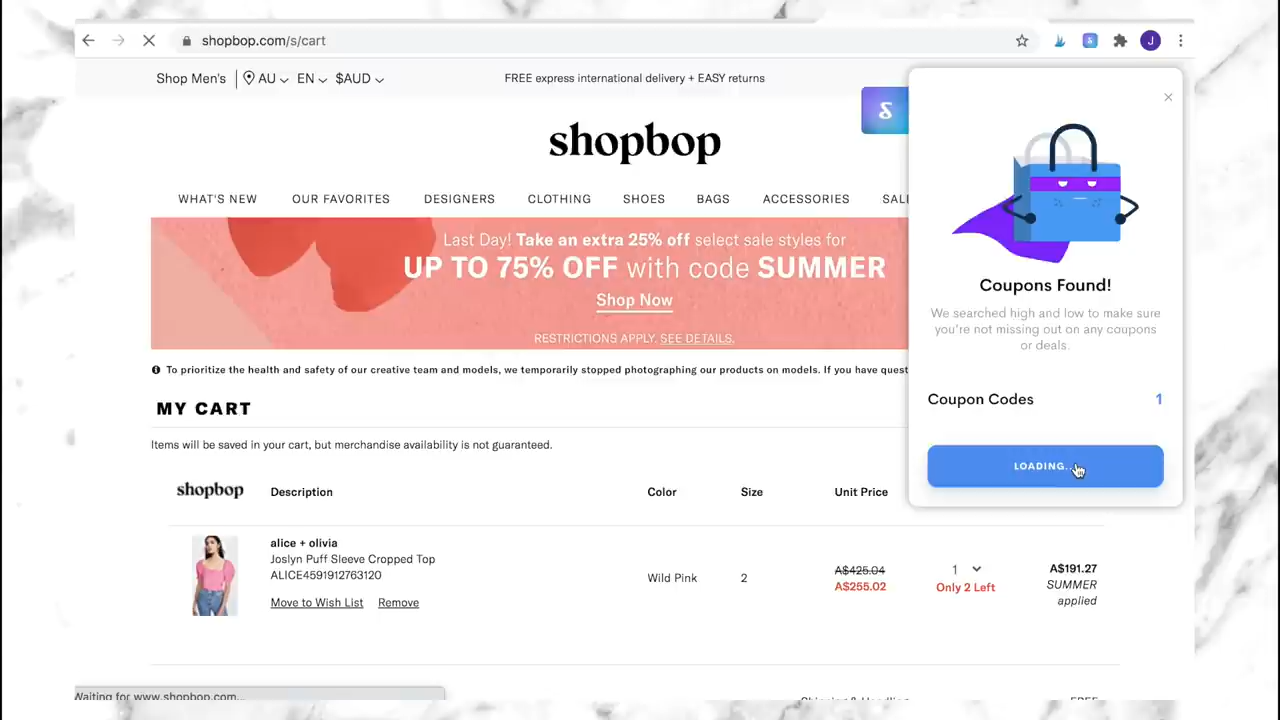 shopbop.com/s/cart
J
Shop Men's
AU
EN
$AUD
FREE express international delivery + EASY returns
shopbop
WHAT'S NEW
OUR FAVORITES
DESIGNERS
CLOTHING
SHOES
BAGS
ACCESSORIES
SAL
Last Day! Take an extra 25% off select sale styles for
UP TO 75% OFF with code SUMMER
Shop Now
RESTRICTIONS APPLY. SEE DETAILS.
To prioritize the health and safety of our creative team and models, we temporarily stopped photographing our products on models. If you have quest
MY CART
Items will be saved in your cart, but merchandise availability is not guaranteed.
shopbop
Description
Color
Size
Unit Price
alice + olivia
Joslyn Puff Sleeve Cropped Top
ALICE4591912763120
Move to Wish List
Remove
Wild Pink
2
A$425.04
A$255.02
1
Only 2 Left
A$191.27
SUMMER
applied
Coupons Found!
We searched high and low to make sure
you're not missing out on any coupons
or deals.
Coupon Codes
1
LOADING...
Waiting for www.shopbop.com...
Shipping & Handling
FREE